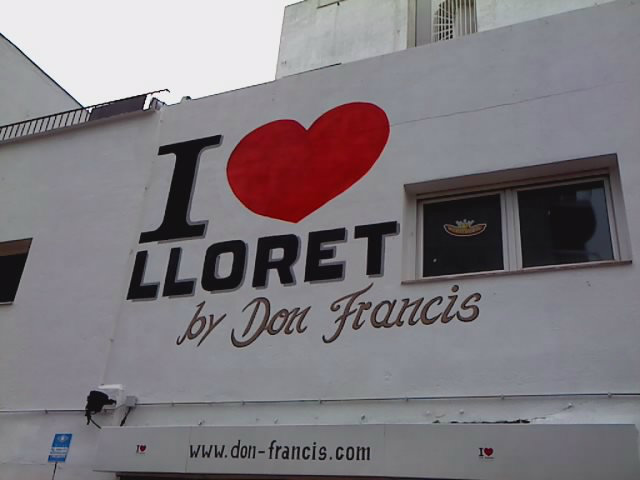 I ❤
LLORET
by Don Francis
www.don-francis.com